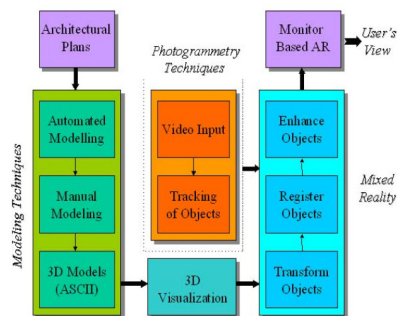 Architectural
Plans
Photogrammetry
Techniques
Monitor
Based AR
User's
View
Modeling Techniques
Automated
Modelling
Manual
Modeling
3D Models
(ASCII)
Video Input
Tracking
of Objects
3D
Visualization
Enhance
Objects
Register
Objects
Transform
Objects
Mixed
Reality